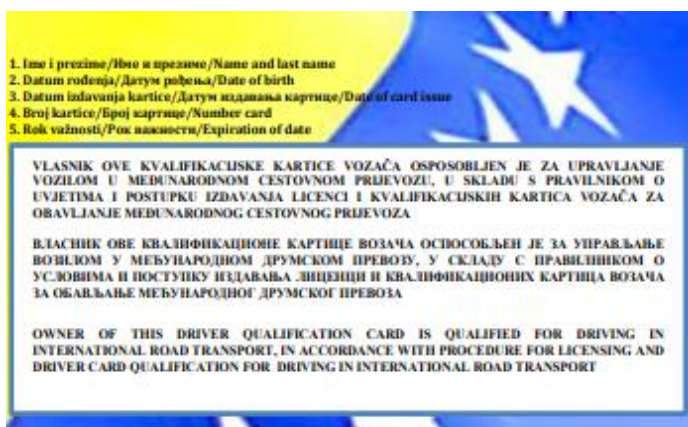 1. Ime i prezime/Име и презиме/Name and last name
2. Datum rođenja/Датум рођења/Date of birth
3. Datum izdavanja kartice/Датум издавања картице/Date of card issue
4. Broj kartice/Број картице/Number card
5. Rok važnosti/Рок важности/Expiration of date
VLASNIK OVE KVALIFIKACIJSKE KARTICE VOZAČA OSPOSOBLJEN JE ZA UPRAVLJANJE
VOZILOM U MEĐUNARODNOM CESTOVNOM PRIJEVOZU, U SKLADU S PRAVILNIKOM O
UVJETIMA I POSTUPKU IZDAVANJA LICENCI I KVALIFIKACIJSKIH KARTICA VOZAČA ZA
OBAVLJANJE MEĐUNARODNOG CESTOVNOG PRIJEVOZA
ВЛАСНИК ОВЕ КВАЛИФИКАЦИОНЕ КАРТИЦЕ ВОЗАЧА ОСПОСОБЉЕН ЈЕ ЗА УПРАВЉАЊЕ
ВОЗИЛОМ У МЕЂУНАРОДНОМ ДРУМСКОМ ПРЕВОЗУ, У СКЛАДУ С ПРАВИЛНИКОМ О
УСЛОВИМА И ПОСТУПКУ ИЗДАВАЊА ЛИЦЕНЦИ И КВАЛИФИКАЦИОНИХ КАРТИЦА ВОЗАЧА
ЗА ОБАВЉАЊЕ МЕЂУНАРОДНОГ ДРУМСКОГ ПРЕВОЗА
OWNER OF THIS DRIVER QUALIFICATION CARD IS QUALIFIED FOR DRIVING IN
INTERNATIONAL ROAD TRANSPORT, IN ACCORDANCE WITH PROCEDURE FOR LICENSING AND
DRIVER CARD QUALIFICATION FOR DRIVING IN INTERNATIONAL ROAD TRANSPORT